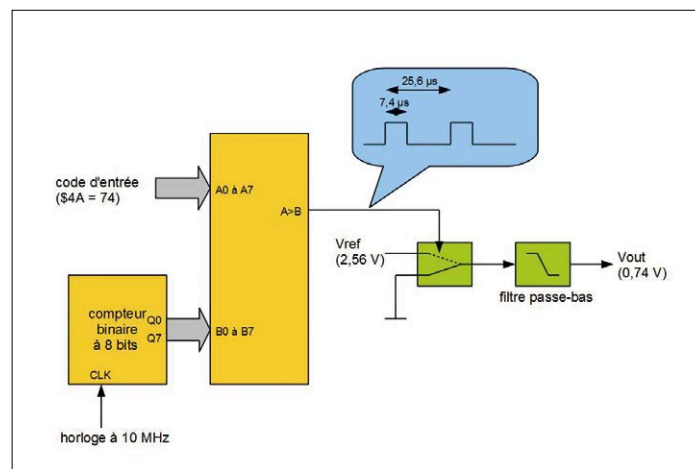 25,6 µs
7,4 µs
code d'entrée
($4A = 74)
A0 à A7
A>B
Vref
(2,56 V)
Vout
(0,74 V)
filtre passe-bas
compteur
binaire
à 8 bits
Q0
Q7
B0 à B7
CLK
horloge à 10 MHz